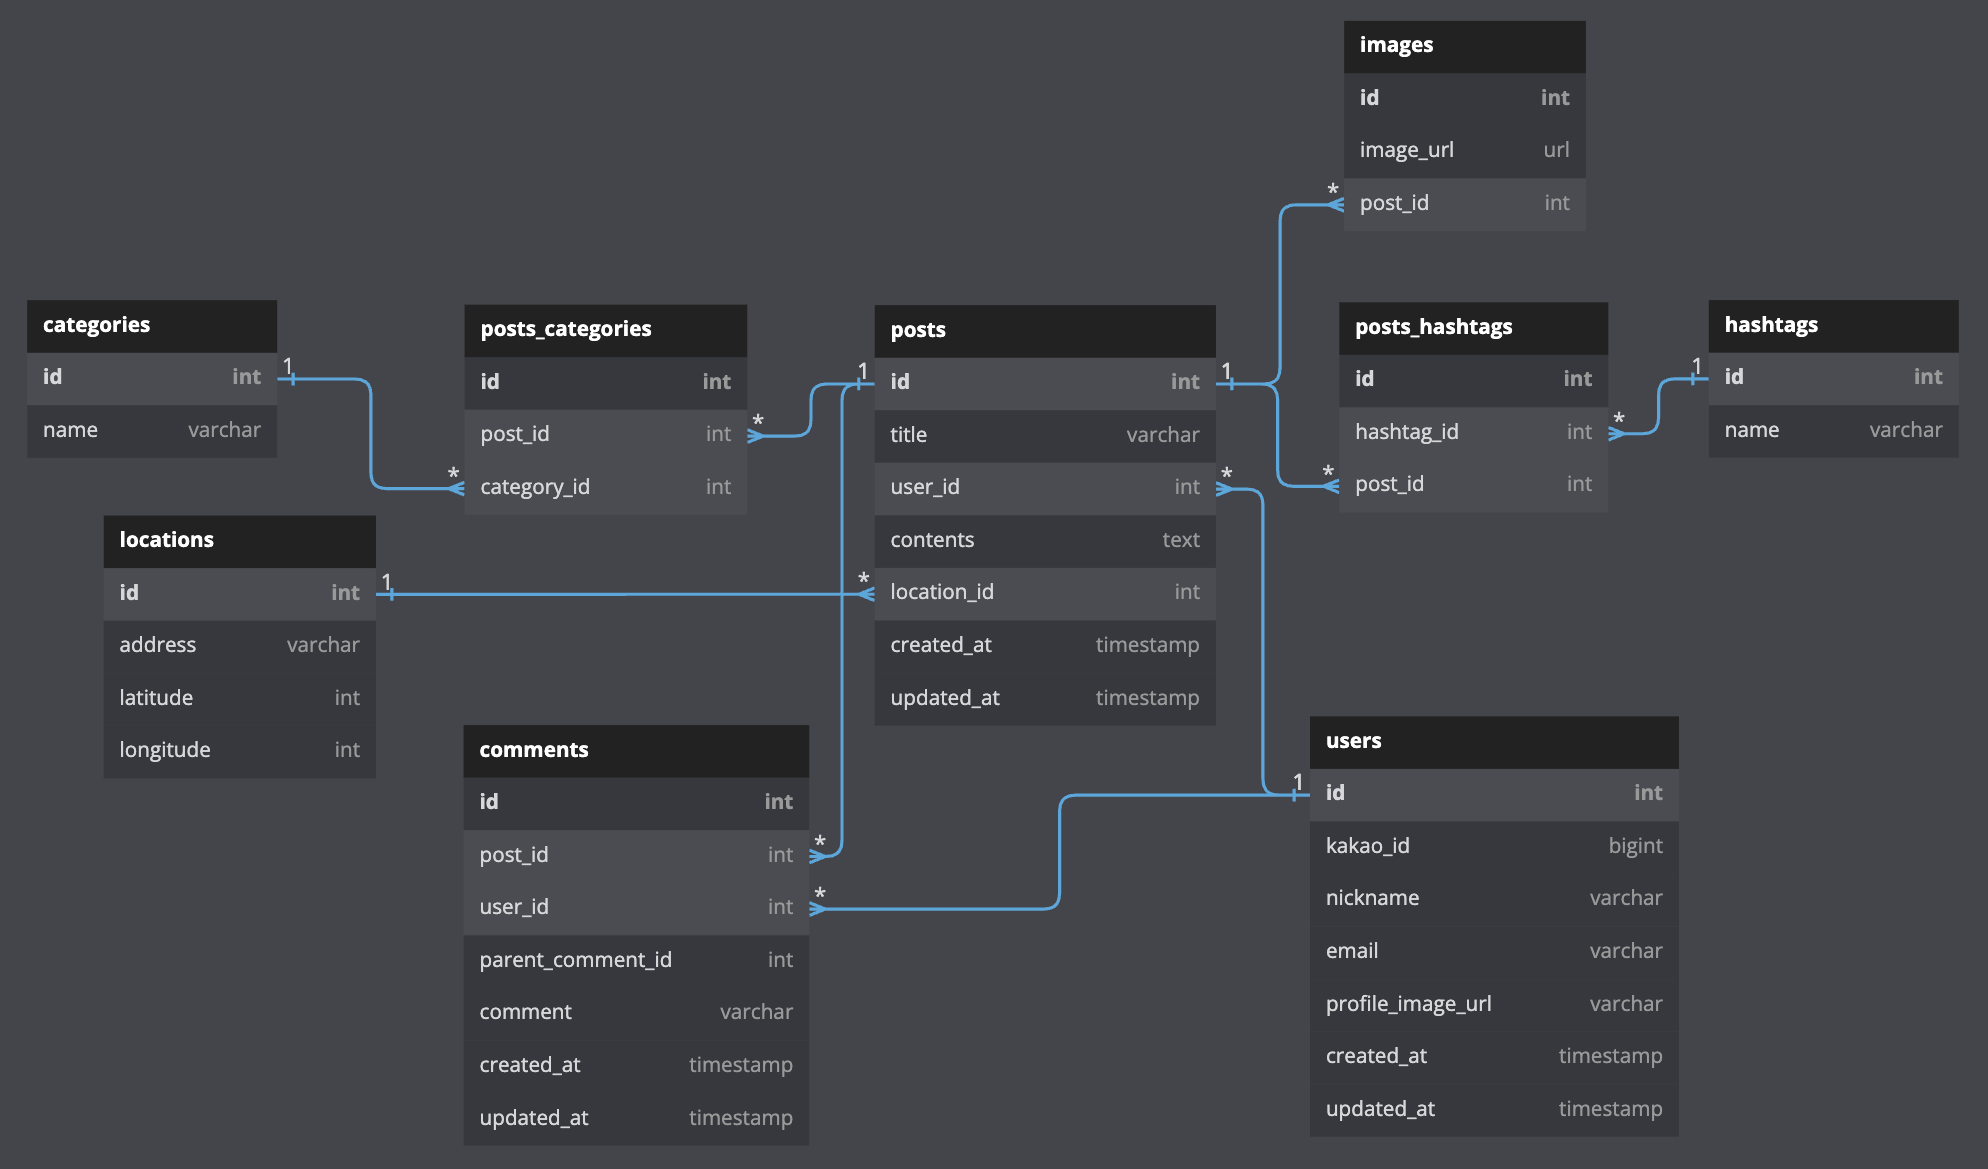 images
id int
image_url url
* post_id int
categories
id int 1
name varchar
posts_categories
id int
post_id int *
* category_id int
posts
1 id int 1
title varchar
user_id int *
contents text
* location_id int
created_at timestamp
updated_at timestamp
posts_hashtags
id int
hashtag_id int *
* post_id int
hashtags
1 id int
name varchar
locations
id int 1
address varchar
latitude int
longitude int
comments
id int
post_id int *
user_id int *
parent_comment_id int
comment varchar
created_at timestamp
updated_at timestamp
users
1 id int
kakao_id bigint
nickname varchar
email varchar
profile_image_url varchar
created_at timestamp
updated_at timestamp